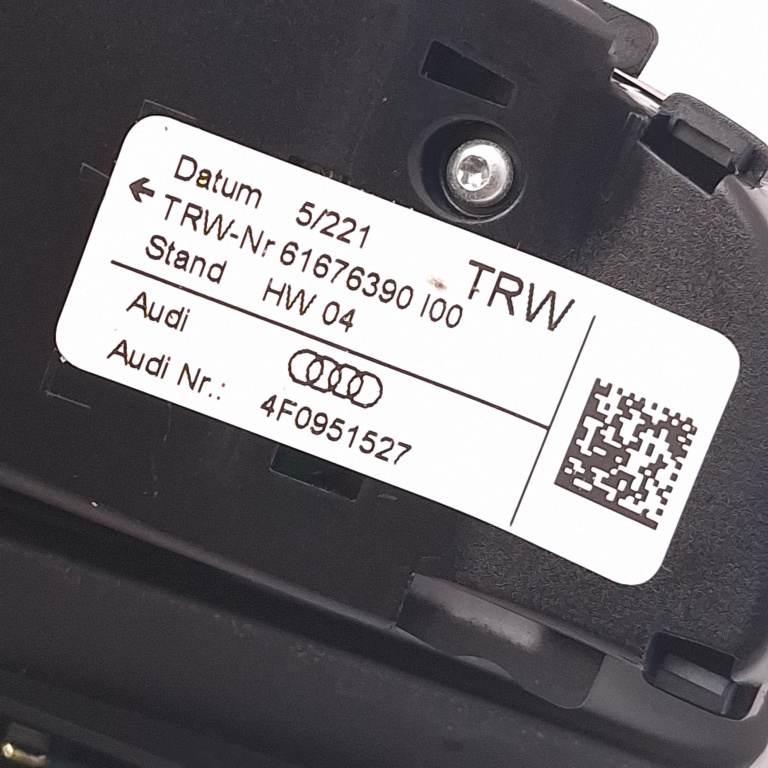 Datum 5/221
← TRW-Nr 61676390 I00
Stand HW 04
TRW
Audi
Audi Nr.: 4F0951527